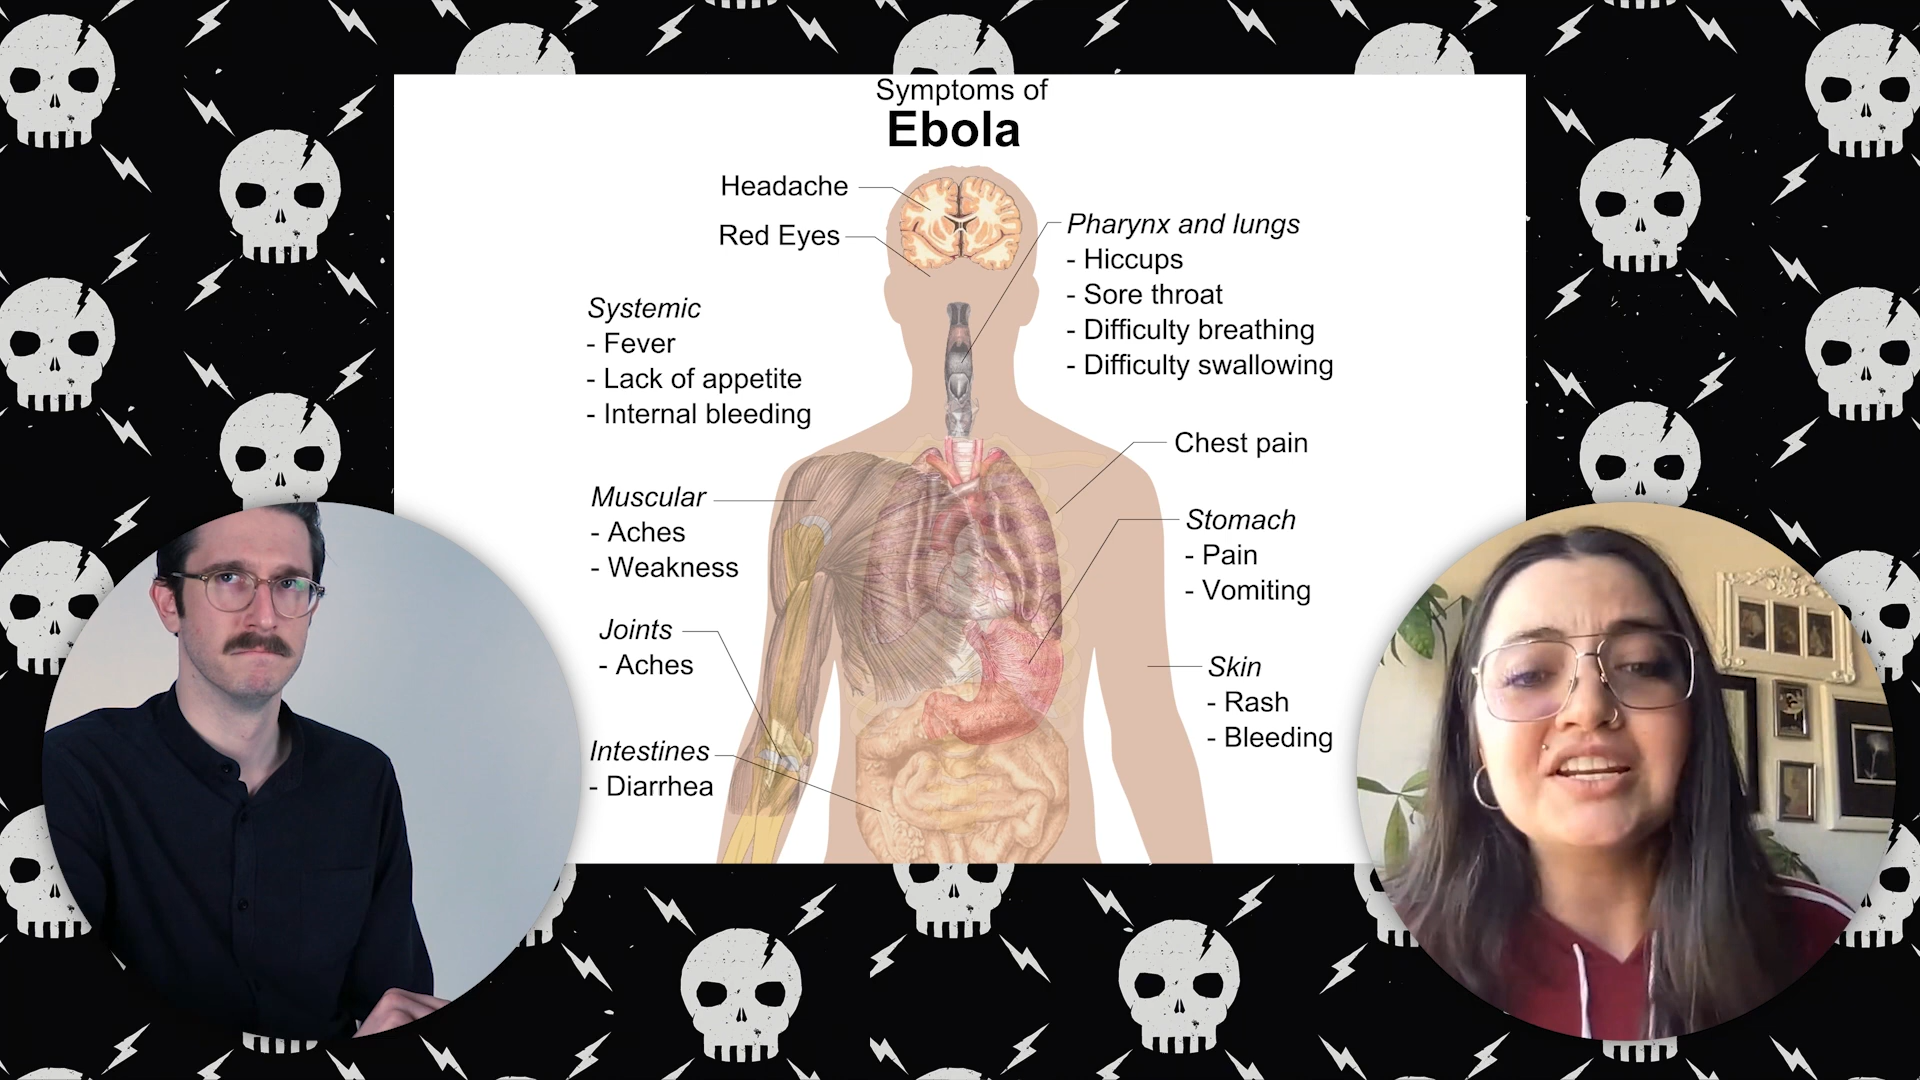 Symptoms of
Ebola
Headache
Red Eyes
Systemic
- Fever
- Lack of appetite
- Internal bleeding
Muscular
- Aches
- Weakness
Joints
- Aches
Intestines
- Diarrhea
Pharynx and lungs
- Hiccups
- Sore throat
- Difficulty breathing
- Difficulty swallowing
Chest pain
Stomach
- Pain
- Vomiting
Skin
- Rash
- Bleeding